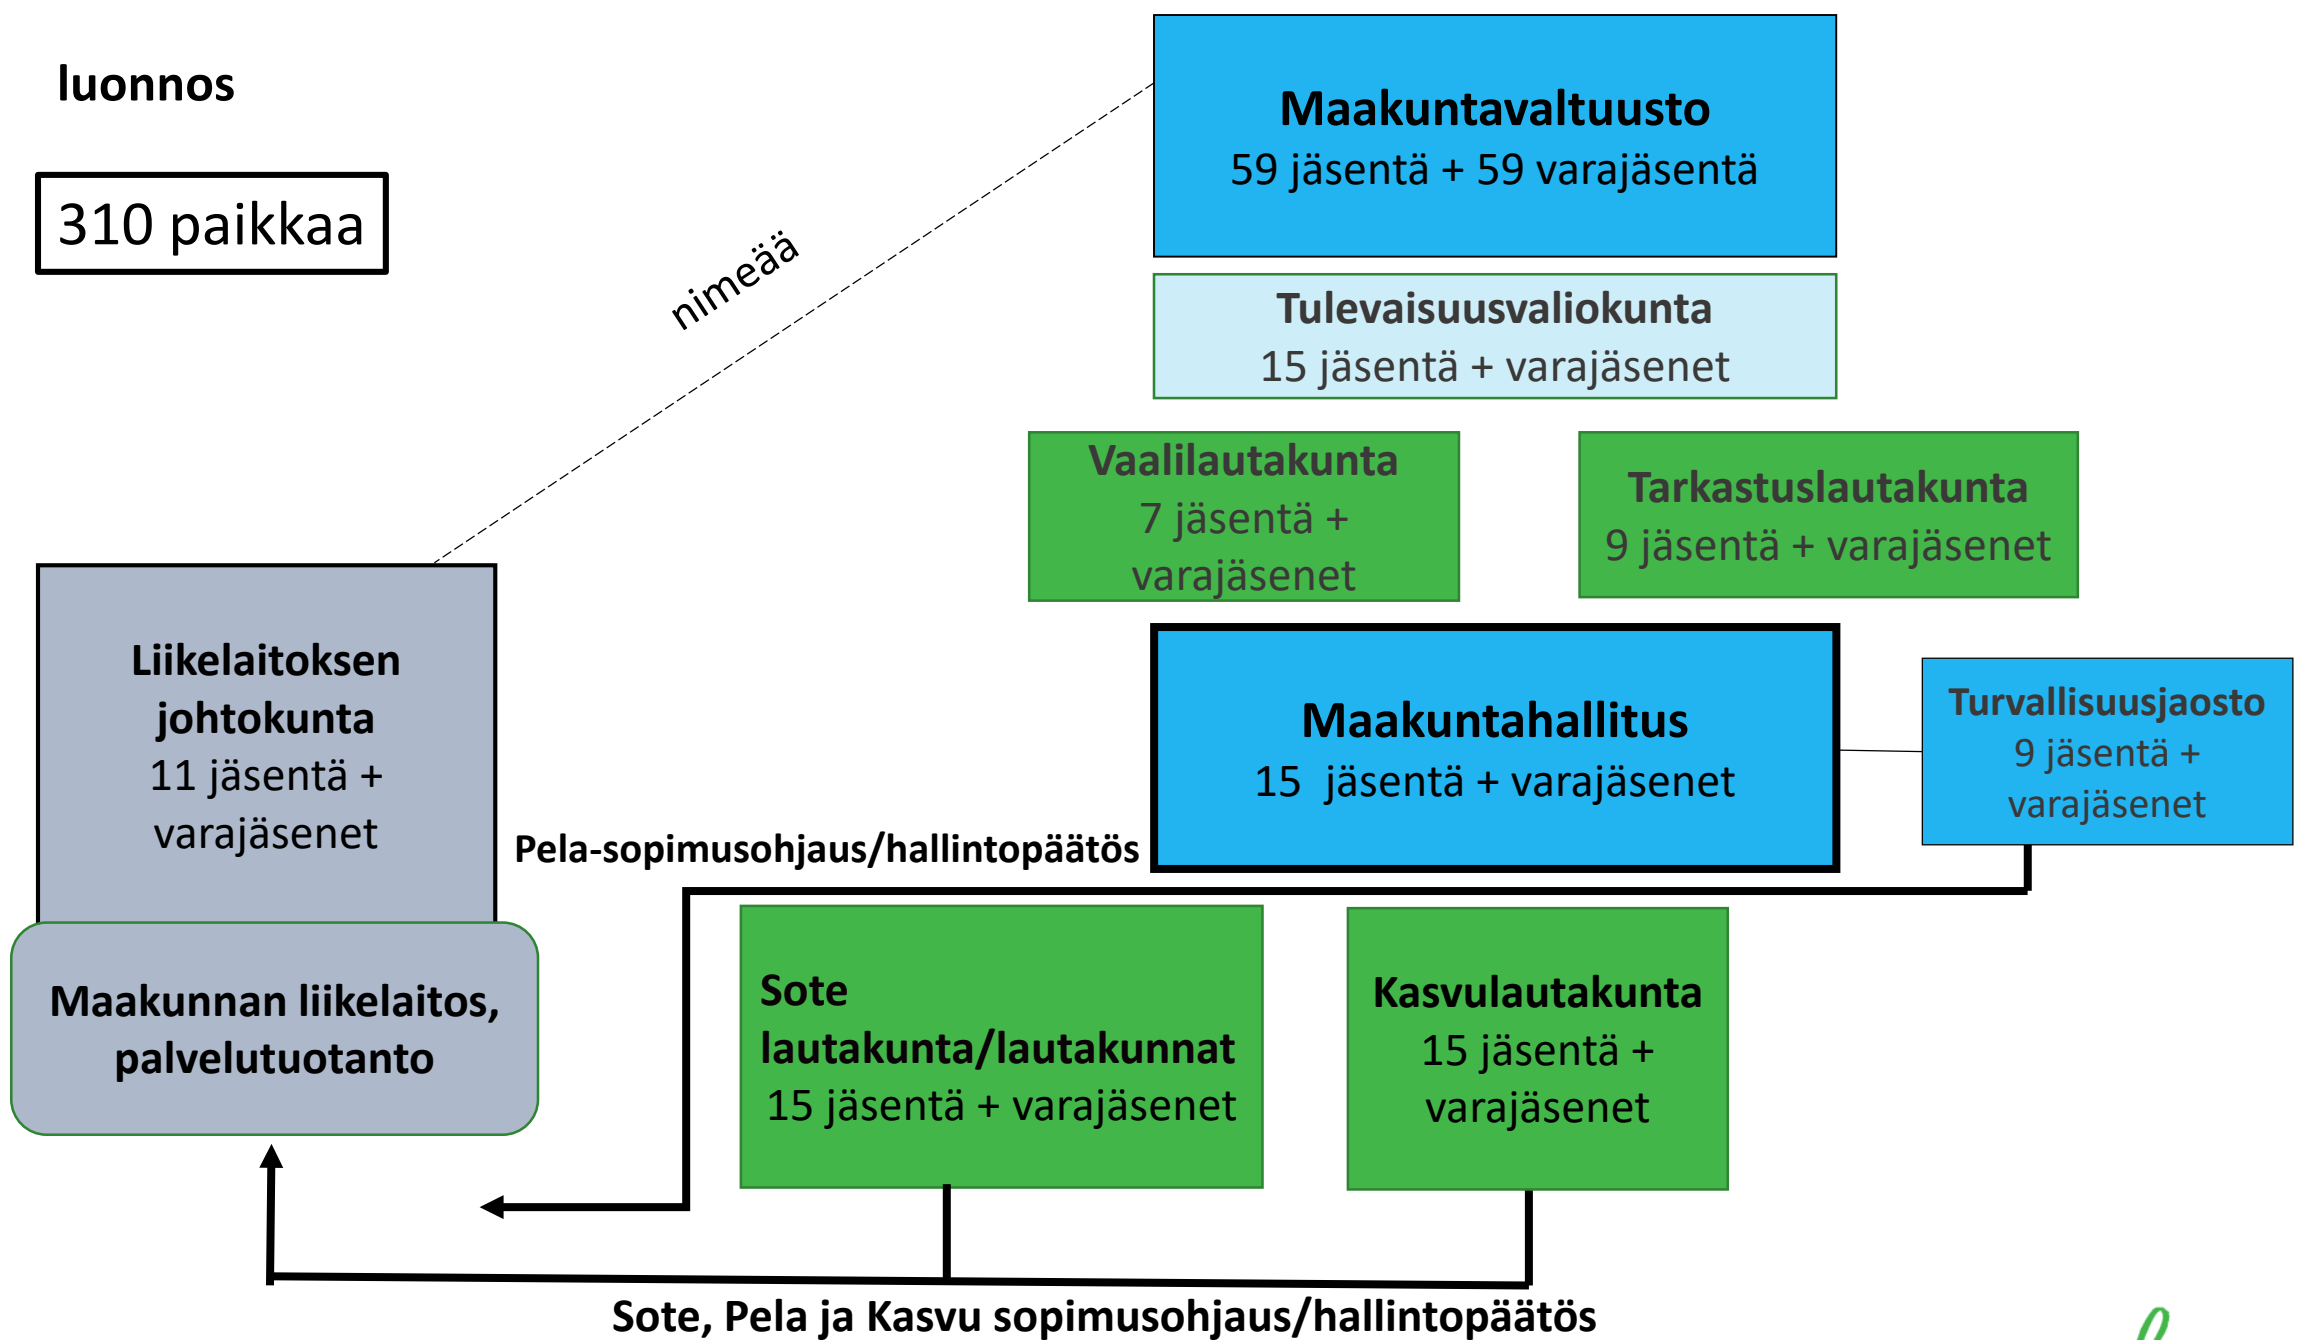 luonnos
310 paikkaa
nimeää
Maakuntavaltuusto
59 jäsentä + 59 varajäsentä
Tulevaisuusvaliokunta
15 jäsentä + varajäsenet
Vaalilautakunta
7 jäsentä +
varajäsenet
Tarkastuslautakunta
9 jäsentä + varajäsenet
Liikelaitoksen
johtokunta
11 jäsentä +
varajäsenet
Maakuntahallitus
15 jäsentä + varajäsenet
Turvallisuusjaosto
9 jäsentä +
varajäsenet
Pela-sopimusohjaus/hallintopäätös
Maakunnan liikelaitos,
palvelutuotanto
Sote
lautakunta/lautakunnat
15 jäsentä + varajäsenet
Kasvulautakunta
15 jäsentä +
varajäsenet
Sote, Pela ja Kasvu sopimusohjaus/hallintopäätös